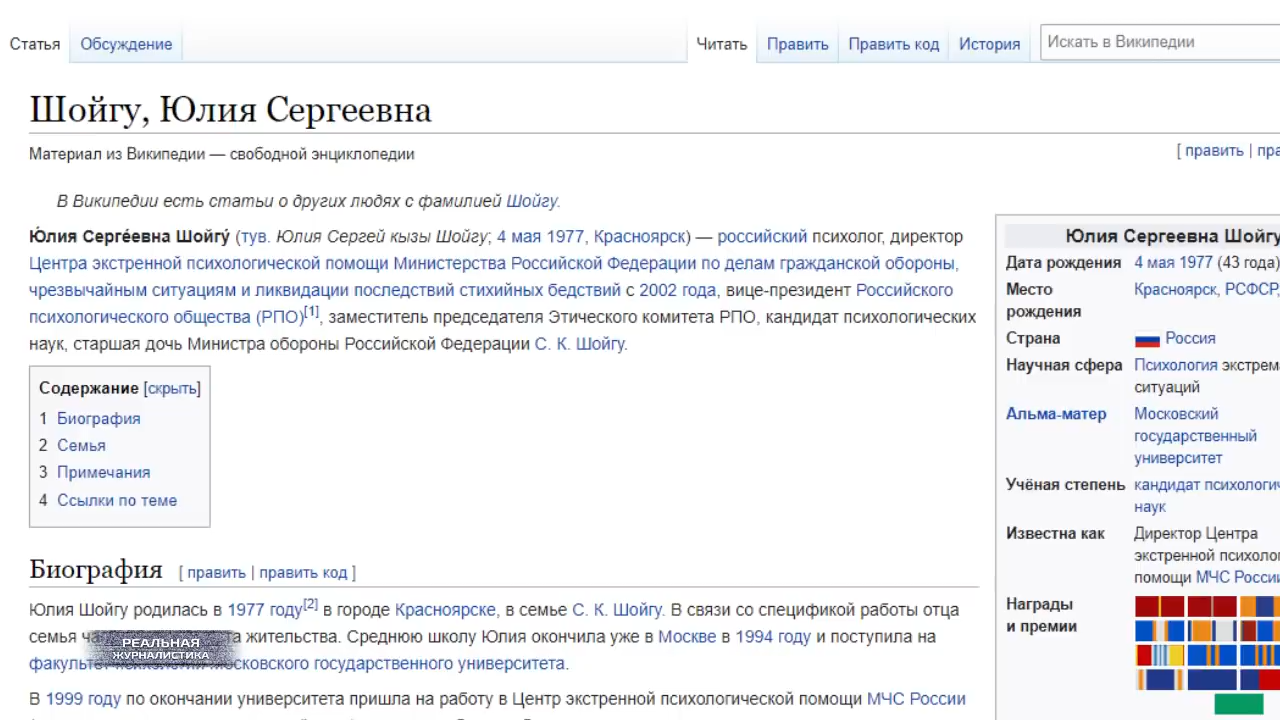 Статья Обсуждение Читать Править Править код История Искать в Википедии
Шойгу, Юлия Сергеевна
Материал из Википедии — свободной энциклопедии
[ править |
В Википедии есть статьи о других людях с фамилией Шойгу.
Ю́лия Серге́евна Шойгу́ (тув. Юлия Сергей кызы Шойгу; 4 мая 1977, Красноярск) — российский психолог, директор
Центра экстренной психологической помощи Министерства Российской Федерации по делам гражданской обороны,
чрезвычайным ситуациям и ликвидации последствий стихийных бедствий с 2002 года, вице-президент Российского
психологического общества (РПО)[1], заместитель председателя Этического комитета РПО, кандидат психологических
наук, старшая дочь Министра обороны Российской Федерации С. К. Шойгу.
Содержание [скрыть]
1 Биография
2 Семья
3 Примечания
4 Ссылки по теме
Биография [ править | править код ]
Юлия Шойгу родилась в 1977 году[2] в городе Красноярске, в семье С. К. Шойгу. В связи со спецификой работы отца
семья жительства. Среднюю школу Юлия окончила уже в Москве в 1994 году и поступила на
московского государственного университета.
В 1999 году по окончании университета пришла на работу в Центр экстренной психологической помощи МЧС России
Юлия Сергеевна Шойгу
Дата рождения 4 мая 1977 (43 года)
Место рождения Красноярск, РСФСР,
Страна Россия
Научная сфера Психология
ситуаций
Альма-матер Московский
государственный
университет
Учёная степень кандидат
наук
Известна как Директор Центра
экстренной
помощи МЧС России
Награды
и премии
РЕАЛЬНАЯ
ЖУРНАЛИСТИКА